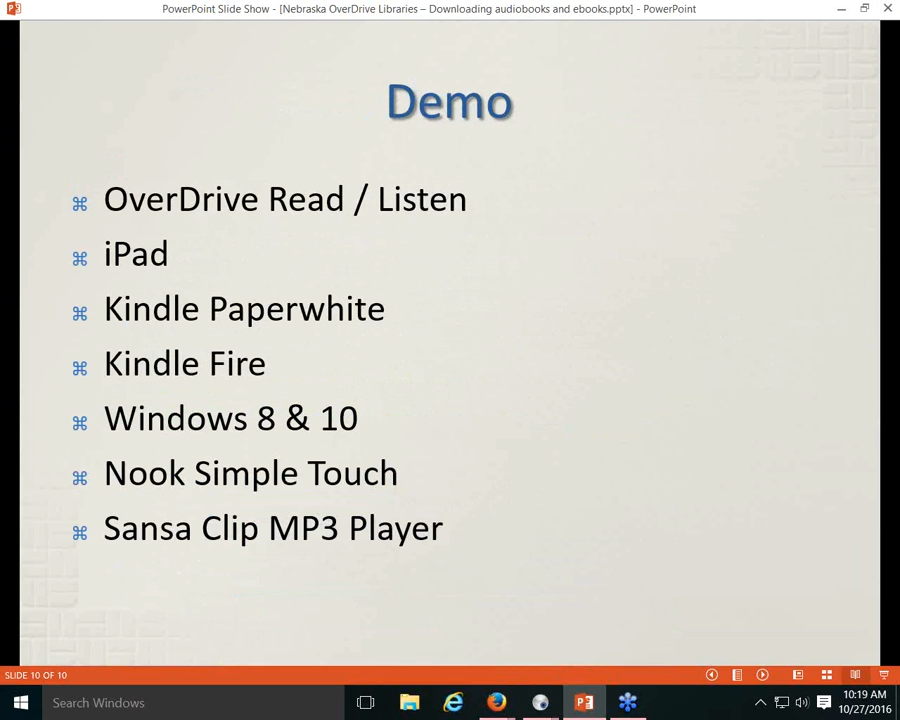 PowerPoint Slide Show - [Nebraska OverDrive Libraries – Downloading audiobooks and ebooks.pptx] - PowerPoint
Demo
⌘ OverDrive Read / Listen
⌘ iPad
⌘ Kindle Paperwhite
⌘ Kindle Fire
⌘ Windows 8 & 10
⌘ Nook Simple Touch
⌘ Sansa Clip MP3 Player
SLIDE 10 OF 10
Search Windows
10:19 AM
10/27/2016